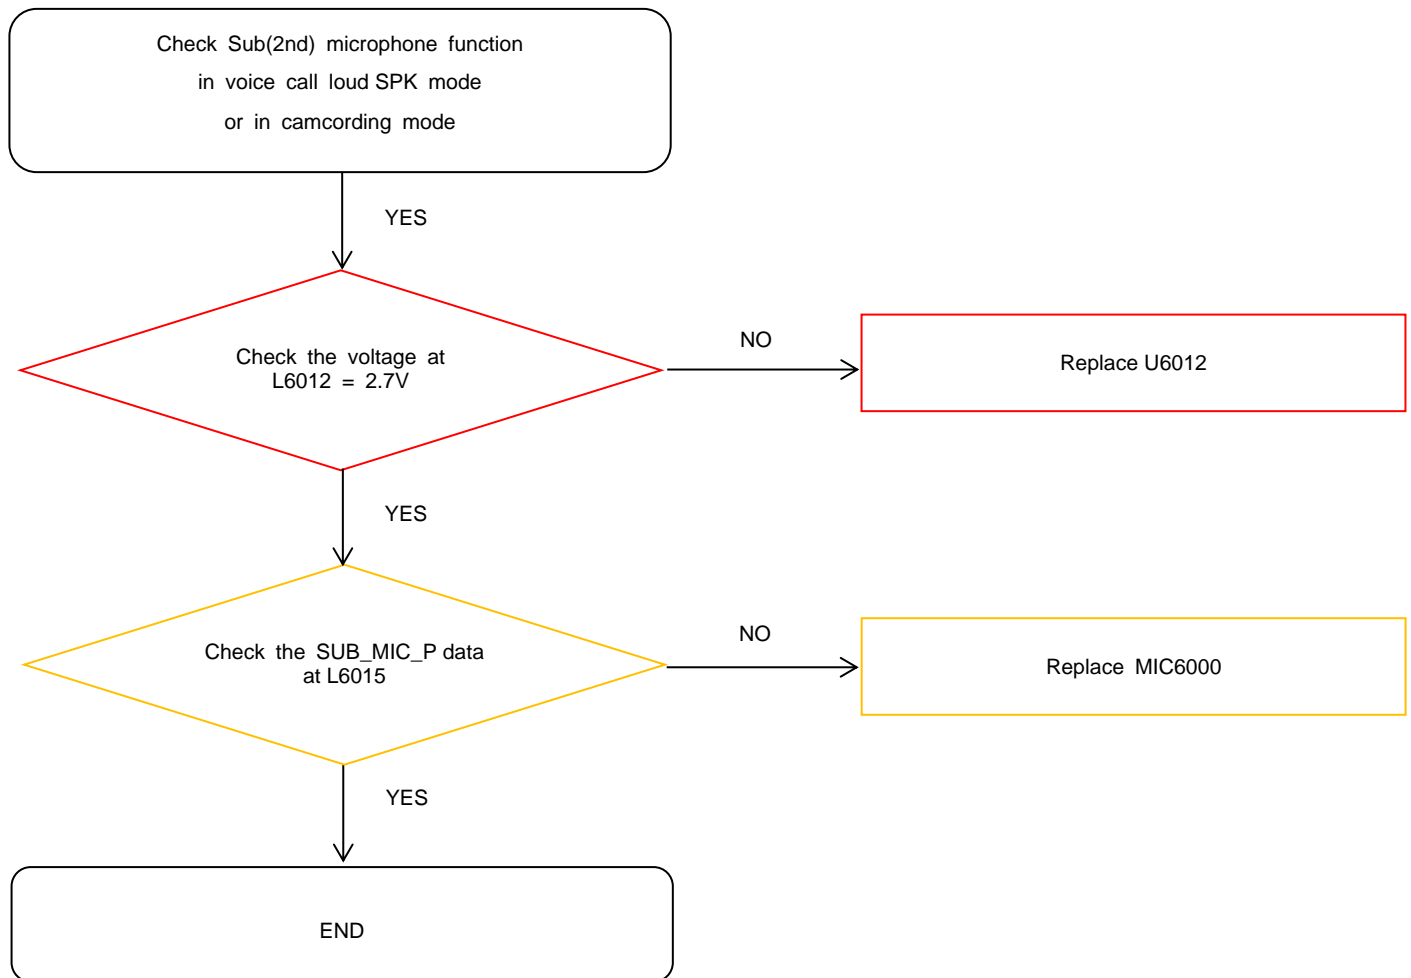 Check Sub(2nd) microphone function
in voice call loud SPK mode
or in camcording mode
YES
Check the voltage at
L6012 = 2.7V
NO
Replace U6012
YES
Check the SUB_MIC_P data
at L6015
NO
Replace MIC6000
YES
END